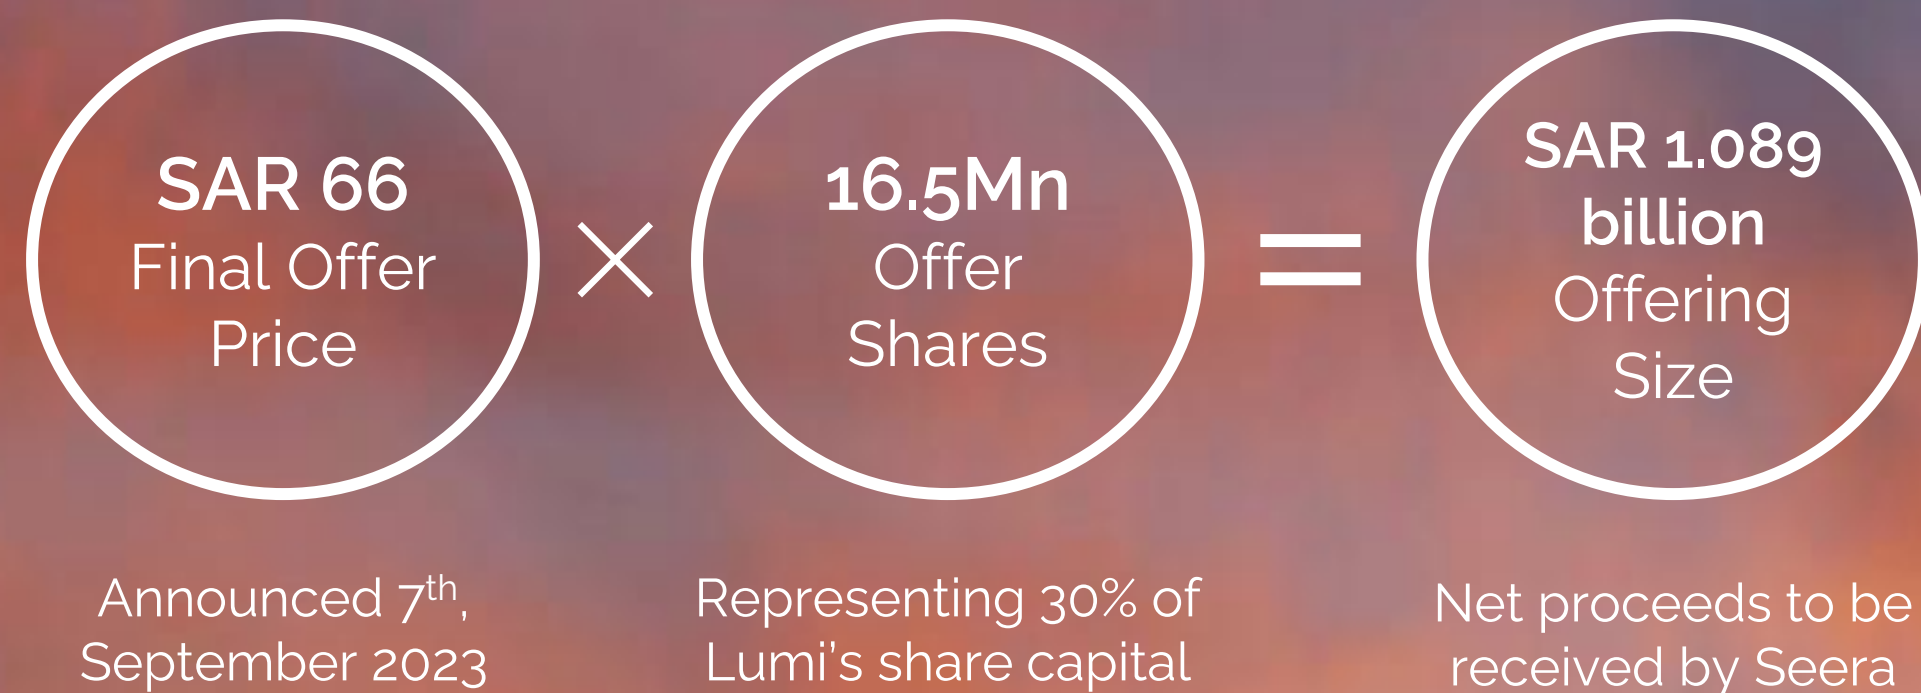 SAR 66
Final Offer
Price
×
16.5Mn
Offer
Shares
=
SAR 1.089
billion
Offering
Size
Announced 7th,
September 2023
Representing 30% of
Lumi's share capital
Net proceeds to be
received by Seera